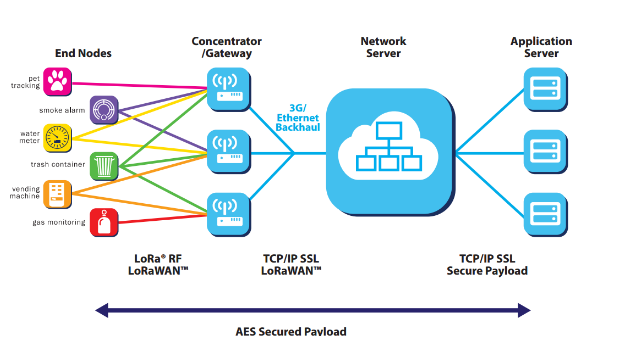 End Nodes
Concentrator
/Gateway
Network
Server
Application
Server
pet
tracking
smoke alarm
water
meter
trash container
vending
machine
gas monitoring
3G/
Ethernet
Backhaul
LoRa® RF
LoRaWAN™
TCP/IP SSL
LoRaWAN™
TCP/IP SSL
Secure Payload
AES Secured Payload